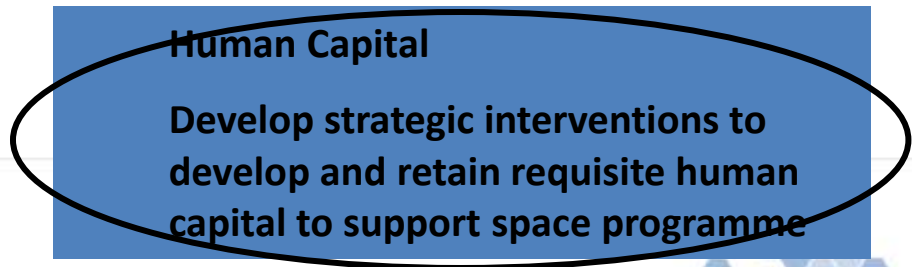 Human Capital
Develop strategic interventions to
develop and retain requisite human
capital to support space programme